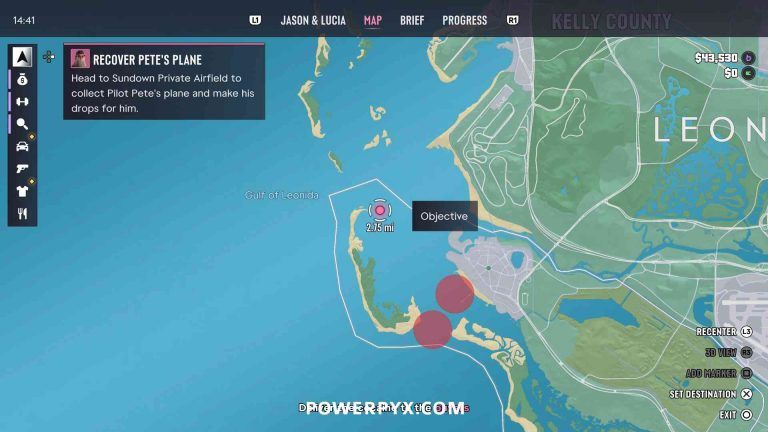 14:41
L1 JASON & LUCIA MAP BRIEF PROGRESS R1
KELLY COUNTY
RECOVER PETE'S PLANE
Head to Sundown Private Airfield to
collect Pilot Pete's plane and make his
drops for him.
$43,530
$0
LEON
Gulf of Leonida
Objective
2.75 mi
RECENTER L3
3D VIEW R3
ADD MARKER
SET DESTINATION
EXIT
POWERPYX.COM